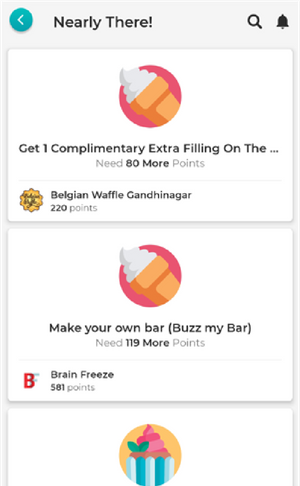 Nearly There!
Get 1 Complimentary Extra Filling On The ...
Need 80 More Points
Belgian Waffle Gandhinagar
220 points
Make your own bar (Buzz my Bar)
Need 119 More Points
BF
Brain Freeze
581 points